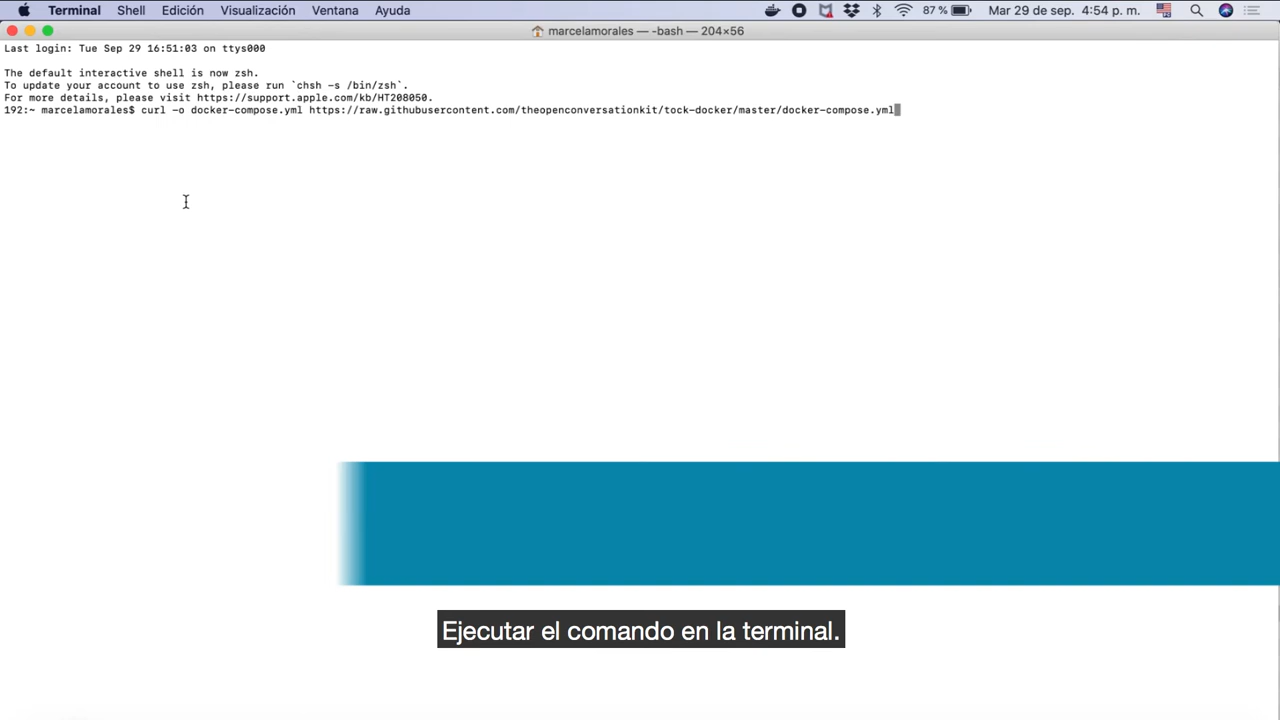 Terminal Shell Edición Visualización Ventana Ayuda 87 % Mar 29 de sep. 4:54 p. m.
marcelamorales — -bash — 204×56
Last login: Tue Sep 29 16:51:03 on ttys000
The default interactive shell is now zsh.
To update your account to use zsh, please run `chsh -s /bin/zsh`.
For more details, please visit https://support.apple.com/kb/HT208050.
192:~ marcelamorales$ curl -o docker-compose.yml https://raw.githubusercontent.com/theopenconversationkit/tock-docker/master/docker-compose.yml
Ejecutar el comando en la terminal.